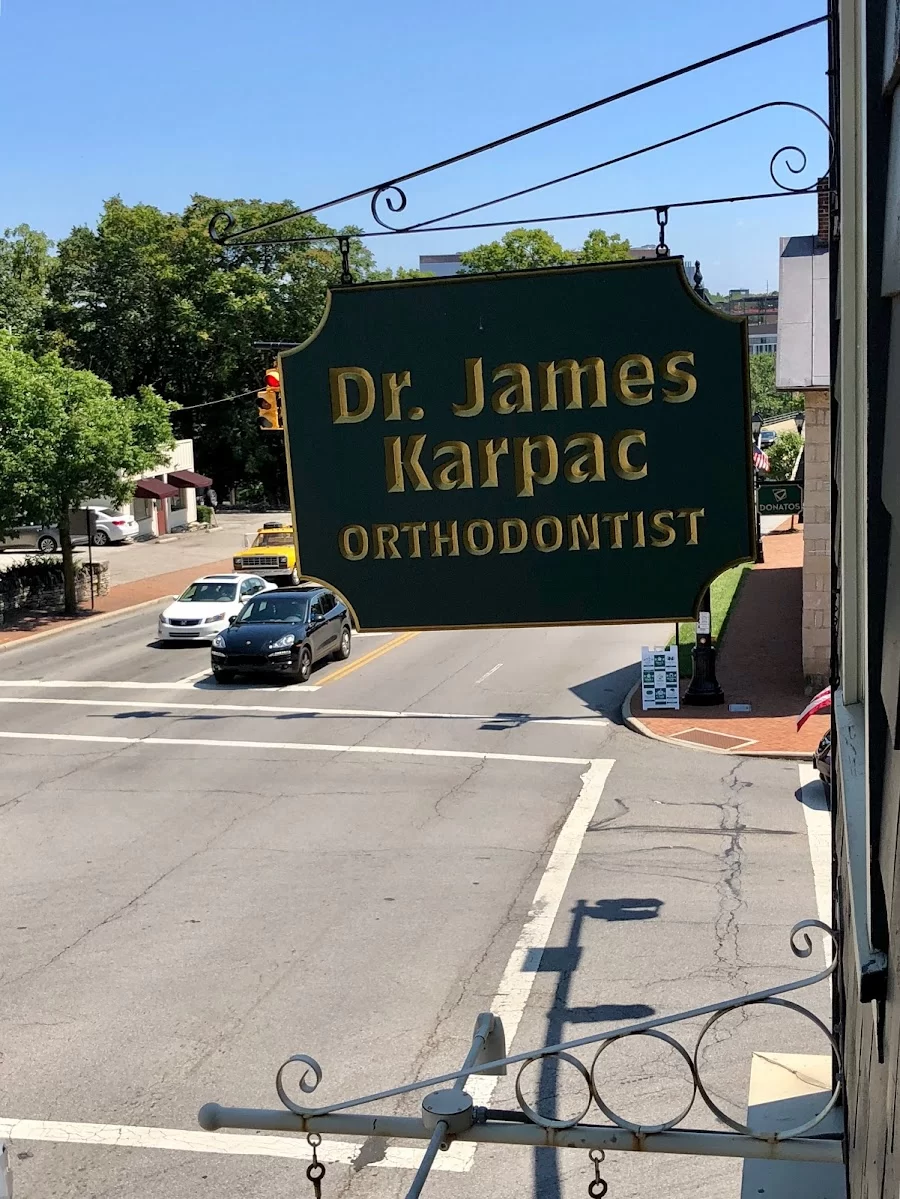 Dr. James
Karpac
ORTHODONTIST
DONATOS